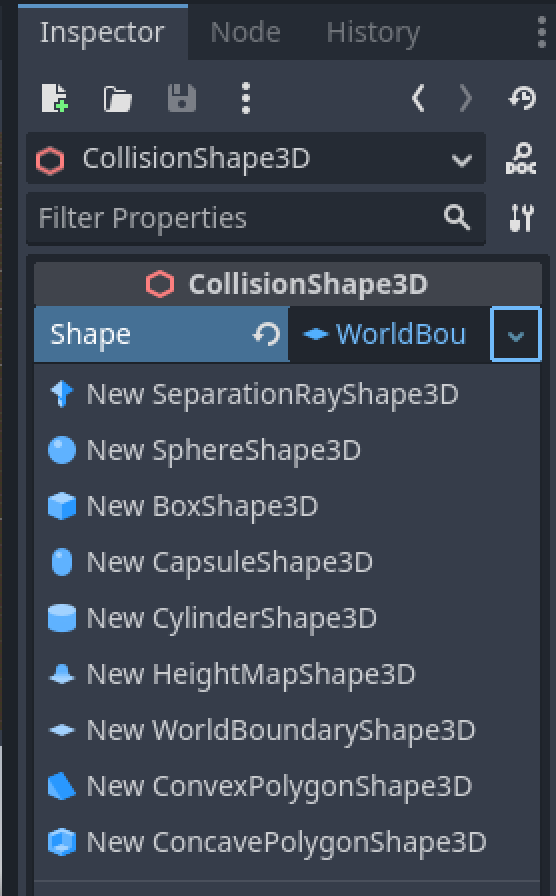 Inspector Node History
CollisionShape3D
DOC
Filter Properties
CollisionShape3D
Shape WorldBou
New SeparationRayShape3D
New SphereShape3D
New BoxShape3D
New CapsuleShape3D
New CylinderShape3D
New HeightMapShape3D
New WorldBoundaryShape3D
New ConvexPolygonShape3D
New ConcavePolygonShape3D